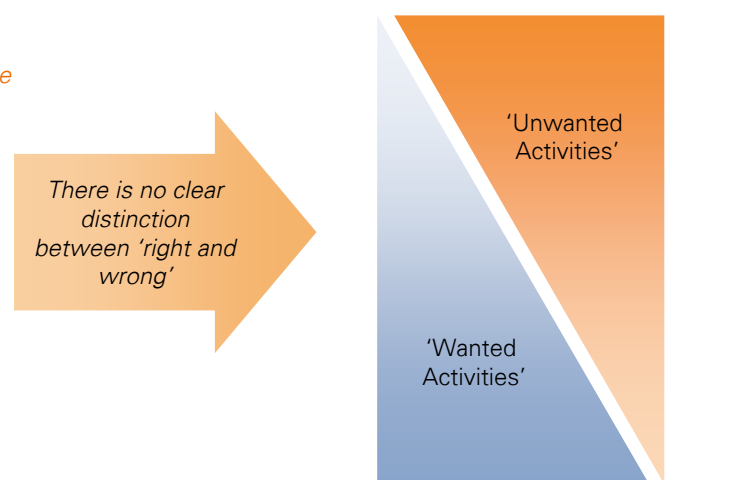 e
There is no clear
distinction
between ‘right and
wrong’
‘Unwanted
Activities’
‘Wanted
Activities’